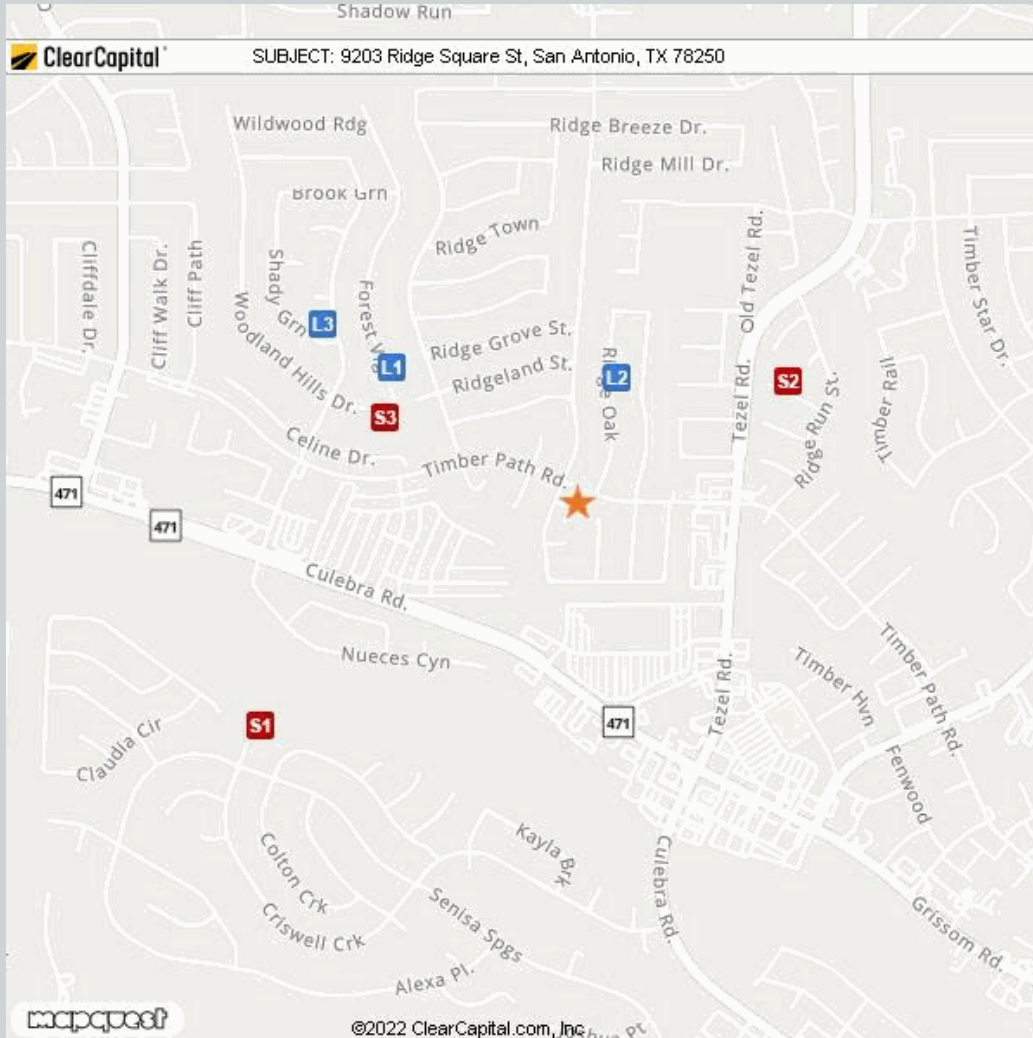 Shadow Run
ClearCapital
SUBJECT: 9203 Ridge Square St, San Antonio, TX 78250
Wildwood Rdg
Ridge Breeze Dr.
Ridge Mill Dr.
Brook Grn
Ridge Town
Cliffdale Dr.
Cliff Walk Dr.
Cliff Path
Shady Grn
Woodland Hills Dr.
Forest
L3
L1
Ridge Grove St.
Ridgeland St.
L2
Ridge Oak
Old Tezel Rd.
Tezel Rd.
S2
Ridge Run St.
Timber Rail
Timber Star Dr.
S3
Celine Dr.
Timber Path Rd.
471
471
Culebra Rd.
Nueces Cyn
S1
Claudia Cir
471
Tezel Rd.
Timber Hvn
Timber Path Rd.
Fenwood
Colton Crk
Criswell Crk
Kayla Brk
Senisa Spgs
Culebra Rd.
Alexa Pl.
Grissom Rd.
mapquest
©2022 ClearCapital.com, Inc